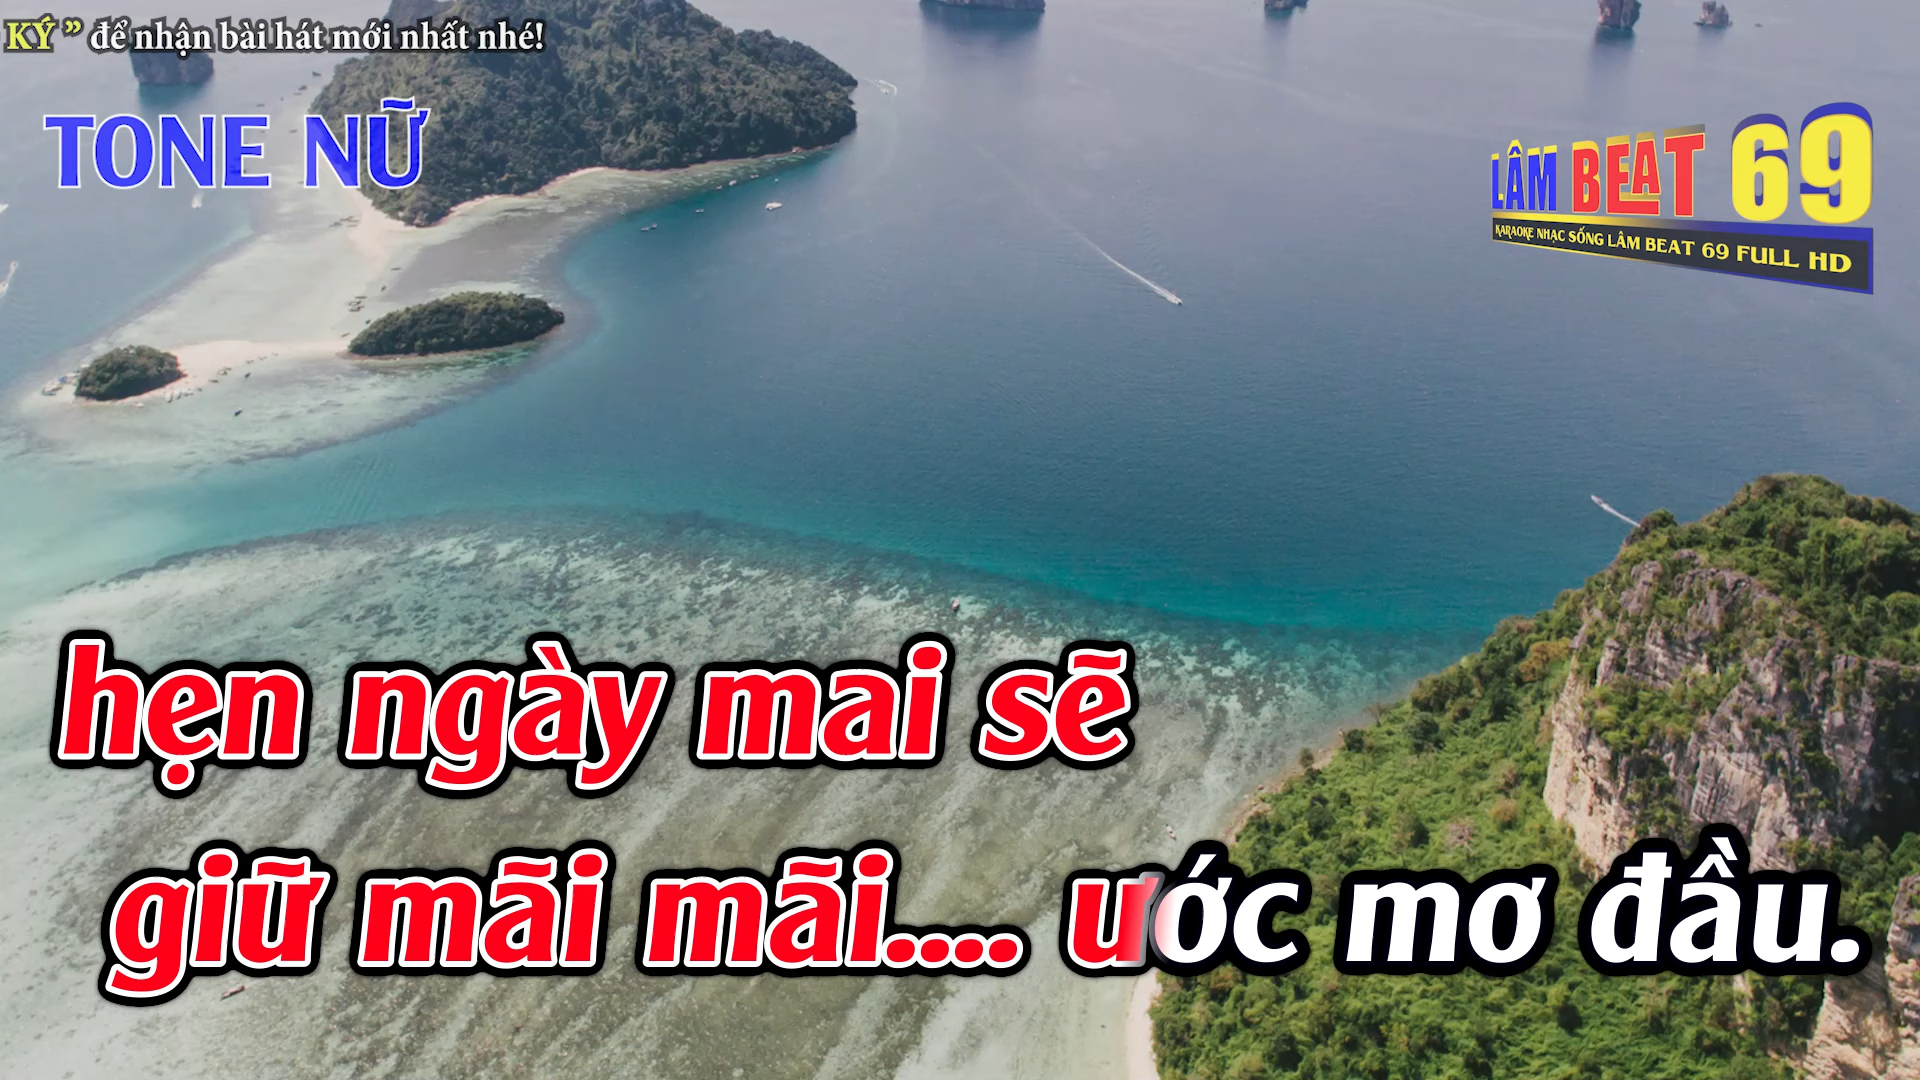 KÝ ” để nhận bài hát mới nhất nhé!
TONE NỮ
LÂM BEAT 69
KARAOKE NHẠC SỐNG LÂM BEAT 69 FULL HD
hẹn ngày mai sẽ
giữ mãi mãi.... ước mơ đầu.